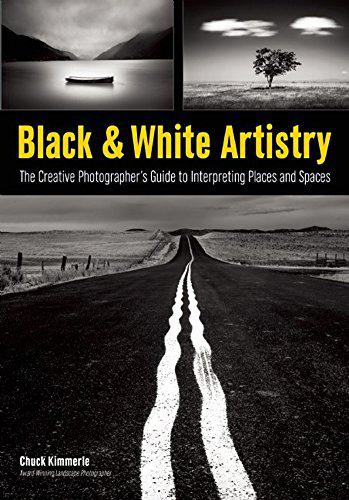 Black & White Artistry
The Creative Photographer's Guide to Interpreting Places and Spaces
Chuck Kimmerle
Award-Winning Landscape Photographer